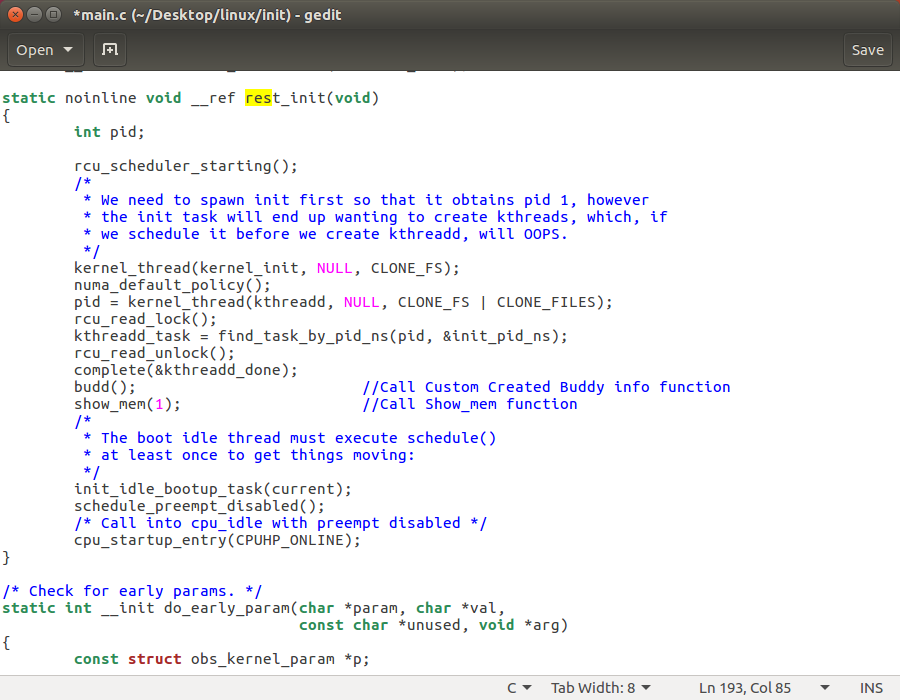 *main.c (~/Desktop/linux/init) - gedit
Open
Save
static noinline void __ref rest_init(void)
{
        int pid;

        rcu_scheduler_starting();
        /*
         * We need to spawn init first so that it obtains pid 1, however
         * the init task will end up wanting to create kthreads, which, if
         * we schedule it before we create kthreadd, will OOPS.
         */
        kernel_thread(kernel_init, NULL, CLONE_FS);
        numa_default_policy();
        pid = kernel_thread(kthreadd, NULL, CLONE_FS | CLONE_FILES);
        rcu_read_lock();
        kthreadd_task = find_task_by_pid_ns(pid, &init_pid_ns);
        rcu_read_unlock();
        complete(&kthreadd_done);
        budd();                         //Call Custom Created Buddy info function
        show_mem(1);                    //Call Show_mem function
        /*
         * The boot idle thread must execute schedule()
         * at least once to get things moving:
         */
        init_idle_bootup_task(current);
        schedule_preempt_disabled();
        /* Call into cpu_idle with preempt disabled */
        cpu_startup_entry(CPUHP_ONLINE);
}

/* Check for early params. */
static int __init do_early_param(char *param, char *val,
                                 const char *unused, void *arg)
{
        const struct obs_kernel_param *p;
C
Tab Width: 8
Ln 193, Col 85
INS